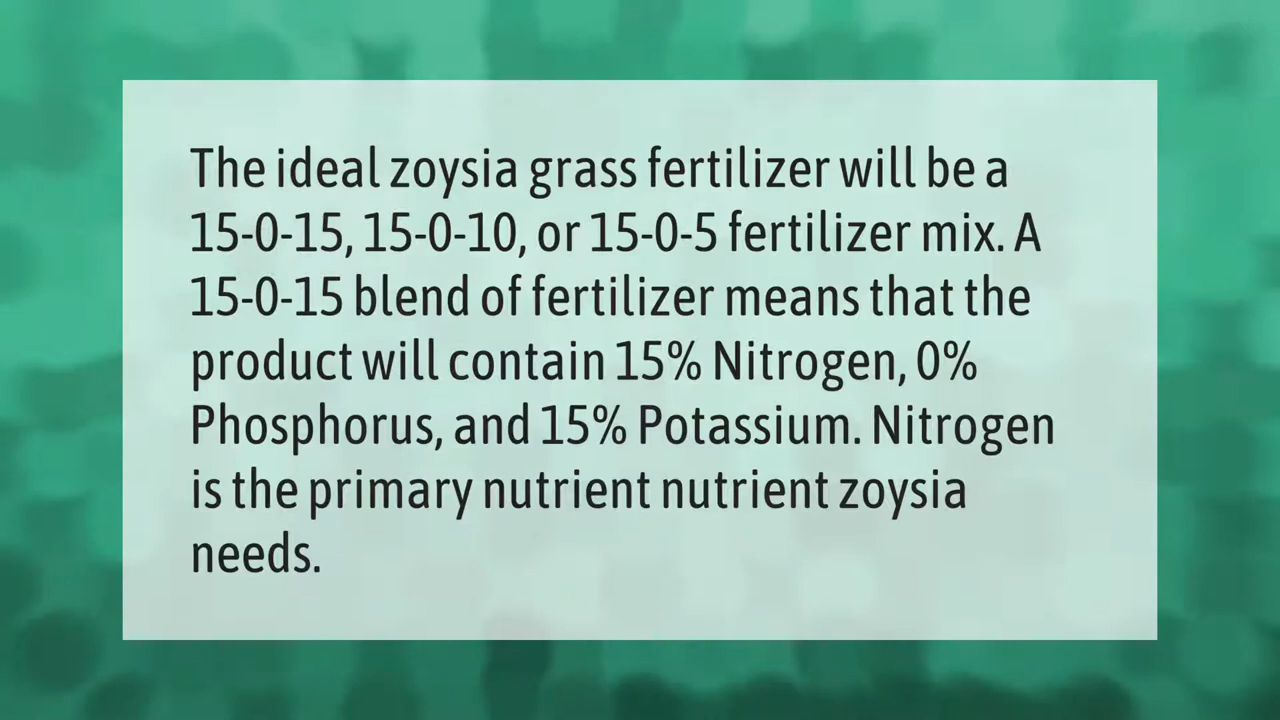 The ideal zoysia grass fertilizer will be a
15-0-15, 15-0-10, or 15-0-5 fertilizer mix. A
15-0-15 blend of fertilizer means that the
product will contain 15% Nitrogen, 0%
Phosphorus, and 15% Potassium. Nitrogen
is the primary nutrient nutrient zoysia
needs.